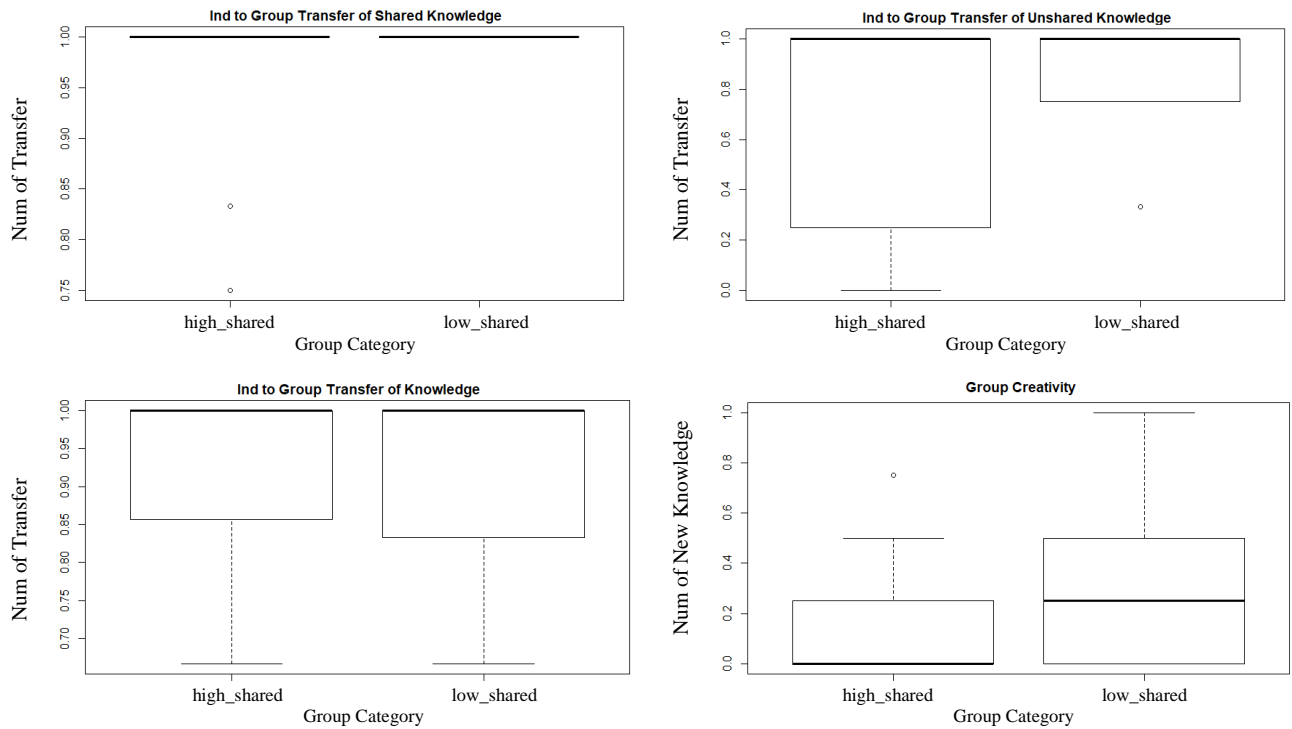 Ind to Group Transfer of Shared Knowledge
Num of Transfer
1.00
0.95
0.90
0.85
0.80
0.75
high_shared
low_shared
Group Category
Ind to Group Transfer of Unshared Knowledge
Num of Transfer
1.0
0.8
0.6
0.4
0.2
0.0
high_shared
low_shared
Group Category
Ind to Group Transfer of Knowledge
Num of Transfer
1.00
0.95
0.90
0.85
0.80
0.75
0.70
high_shared
low_shared
Group Category
Group Creativity
Num of New Knowledge
1.0
0.8
0.6
0.4
0.2
0.0
high_shared
low_shared
Group Category